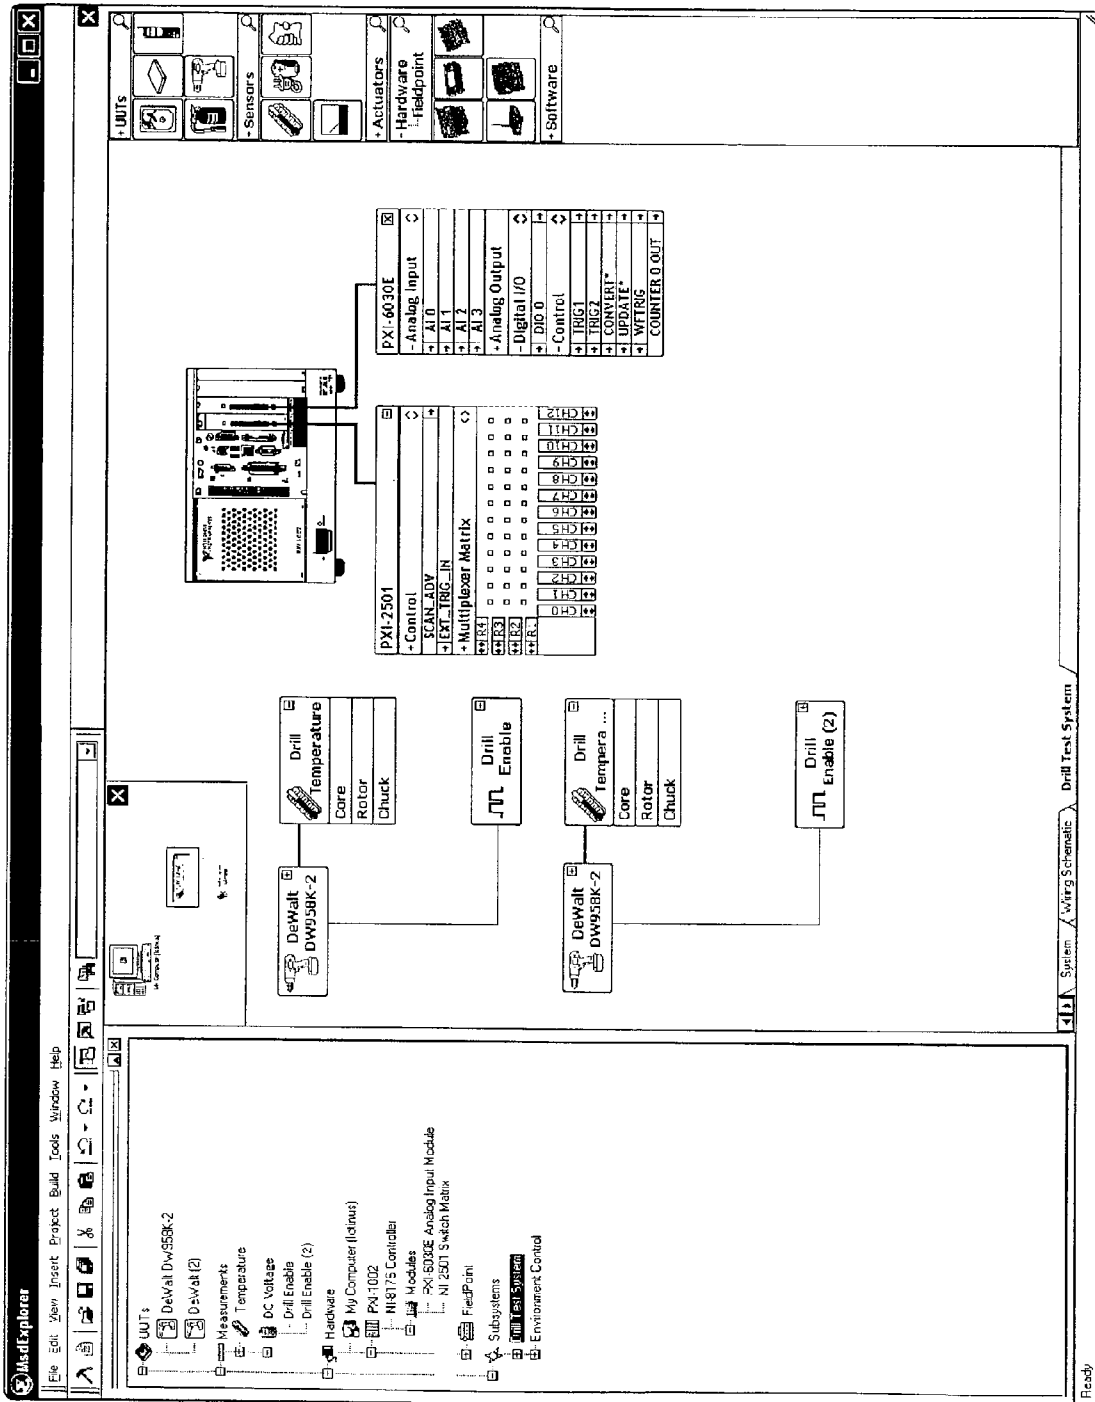 MsdExplorer
File Edit View Insert Project Build Tools Window Help
UUTs
DeWalt DW958K-2
DeWalt (2)
Measurements
Temperature
DC Voltage
Drill Enable
Drill Enable (2)
Hardware
My Computer (Ictinus)
PXI-1002
NI-8176 Controller
Modules
PXI-6030E Analog Input Module
NI 2501 Switch Matrix
FieldPoint
Subsystems
Drill Test System
Environment Control
DeWalt
DW958K-2
Drill
Temperature
Core
Rotor
Chuck
Drill
Enable
DeWalt
DW958K-2
Drill
Tempera ...
Core
Rotor
Chuck
Drill
Enable (2)
PXI-2501
+ Control
SCAN_ADV
EXT_TRIG_IN
+ Multiplexer Matrix
R4
R3
R2
R1
CH0 CH1 CH2 CH3 CH4 CH5 CH6 CH7 CH8 CH9 CH10 CH11 CH12
PXI-6030E
- Analog Input
AI 0
AI 1
AI 2
AI 3
+ Analog Output
- Digital I/O
DIO 0
- Control
TRIG1
TRIG2
CONVERT*
UPDATE*
WFTRIG
COUNTER 0 OUT
+ UUTs
- Sensors
+ Actuators
- Hardware
Fieldpoint
+ Software
System Wiring Schematic Drill Test System
Ready